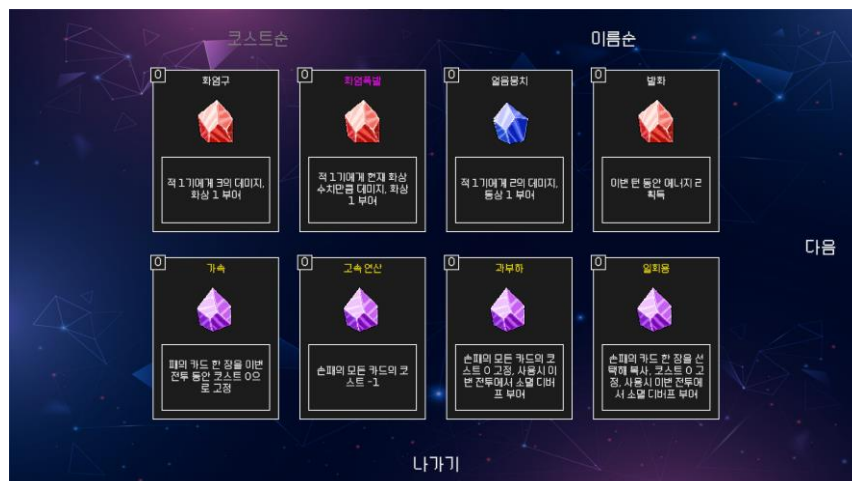 코스트순
이름순
0
화염구
적 1기에게 3의 데미지,
화상 1 부여
0
화염폭발
적 1기에게 현재 화상
수치만큼 데미지, 화상
1 부여
0
얼음뭉치
적 1기에게 2의 데미지,
동상 1 부여
0
발화
이번 턴 동안 에너지 2
획득
다음
0
가속
패의 카드 한 장을 이번
전투 동안 코스트 0으
로 고정
0
고속 연산
손패의 모든 카드의 코
스트 -1
0
과부하
손패의 모든 카드의 코
스트 0 고정, 사용시 이
번 전투에서 소멸 디버
프 부여
0
일회용
손패의 카드 한 장을 선
택해 복사, 코스트 0 고
정, 사용시 이번 전투에
서 소멸 디버프 부여
나가기